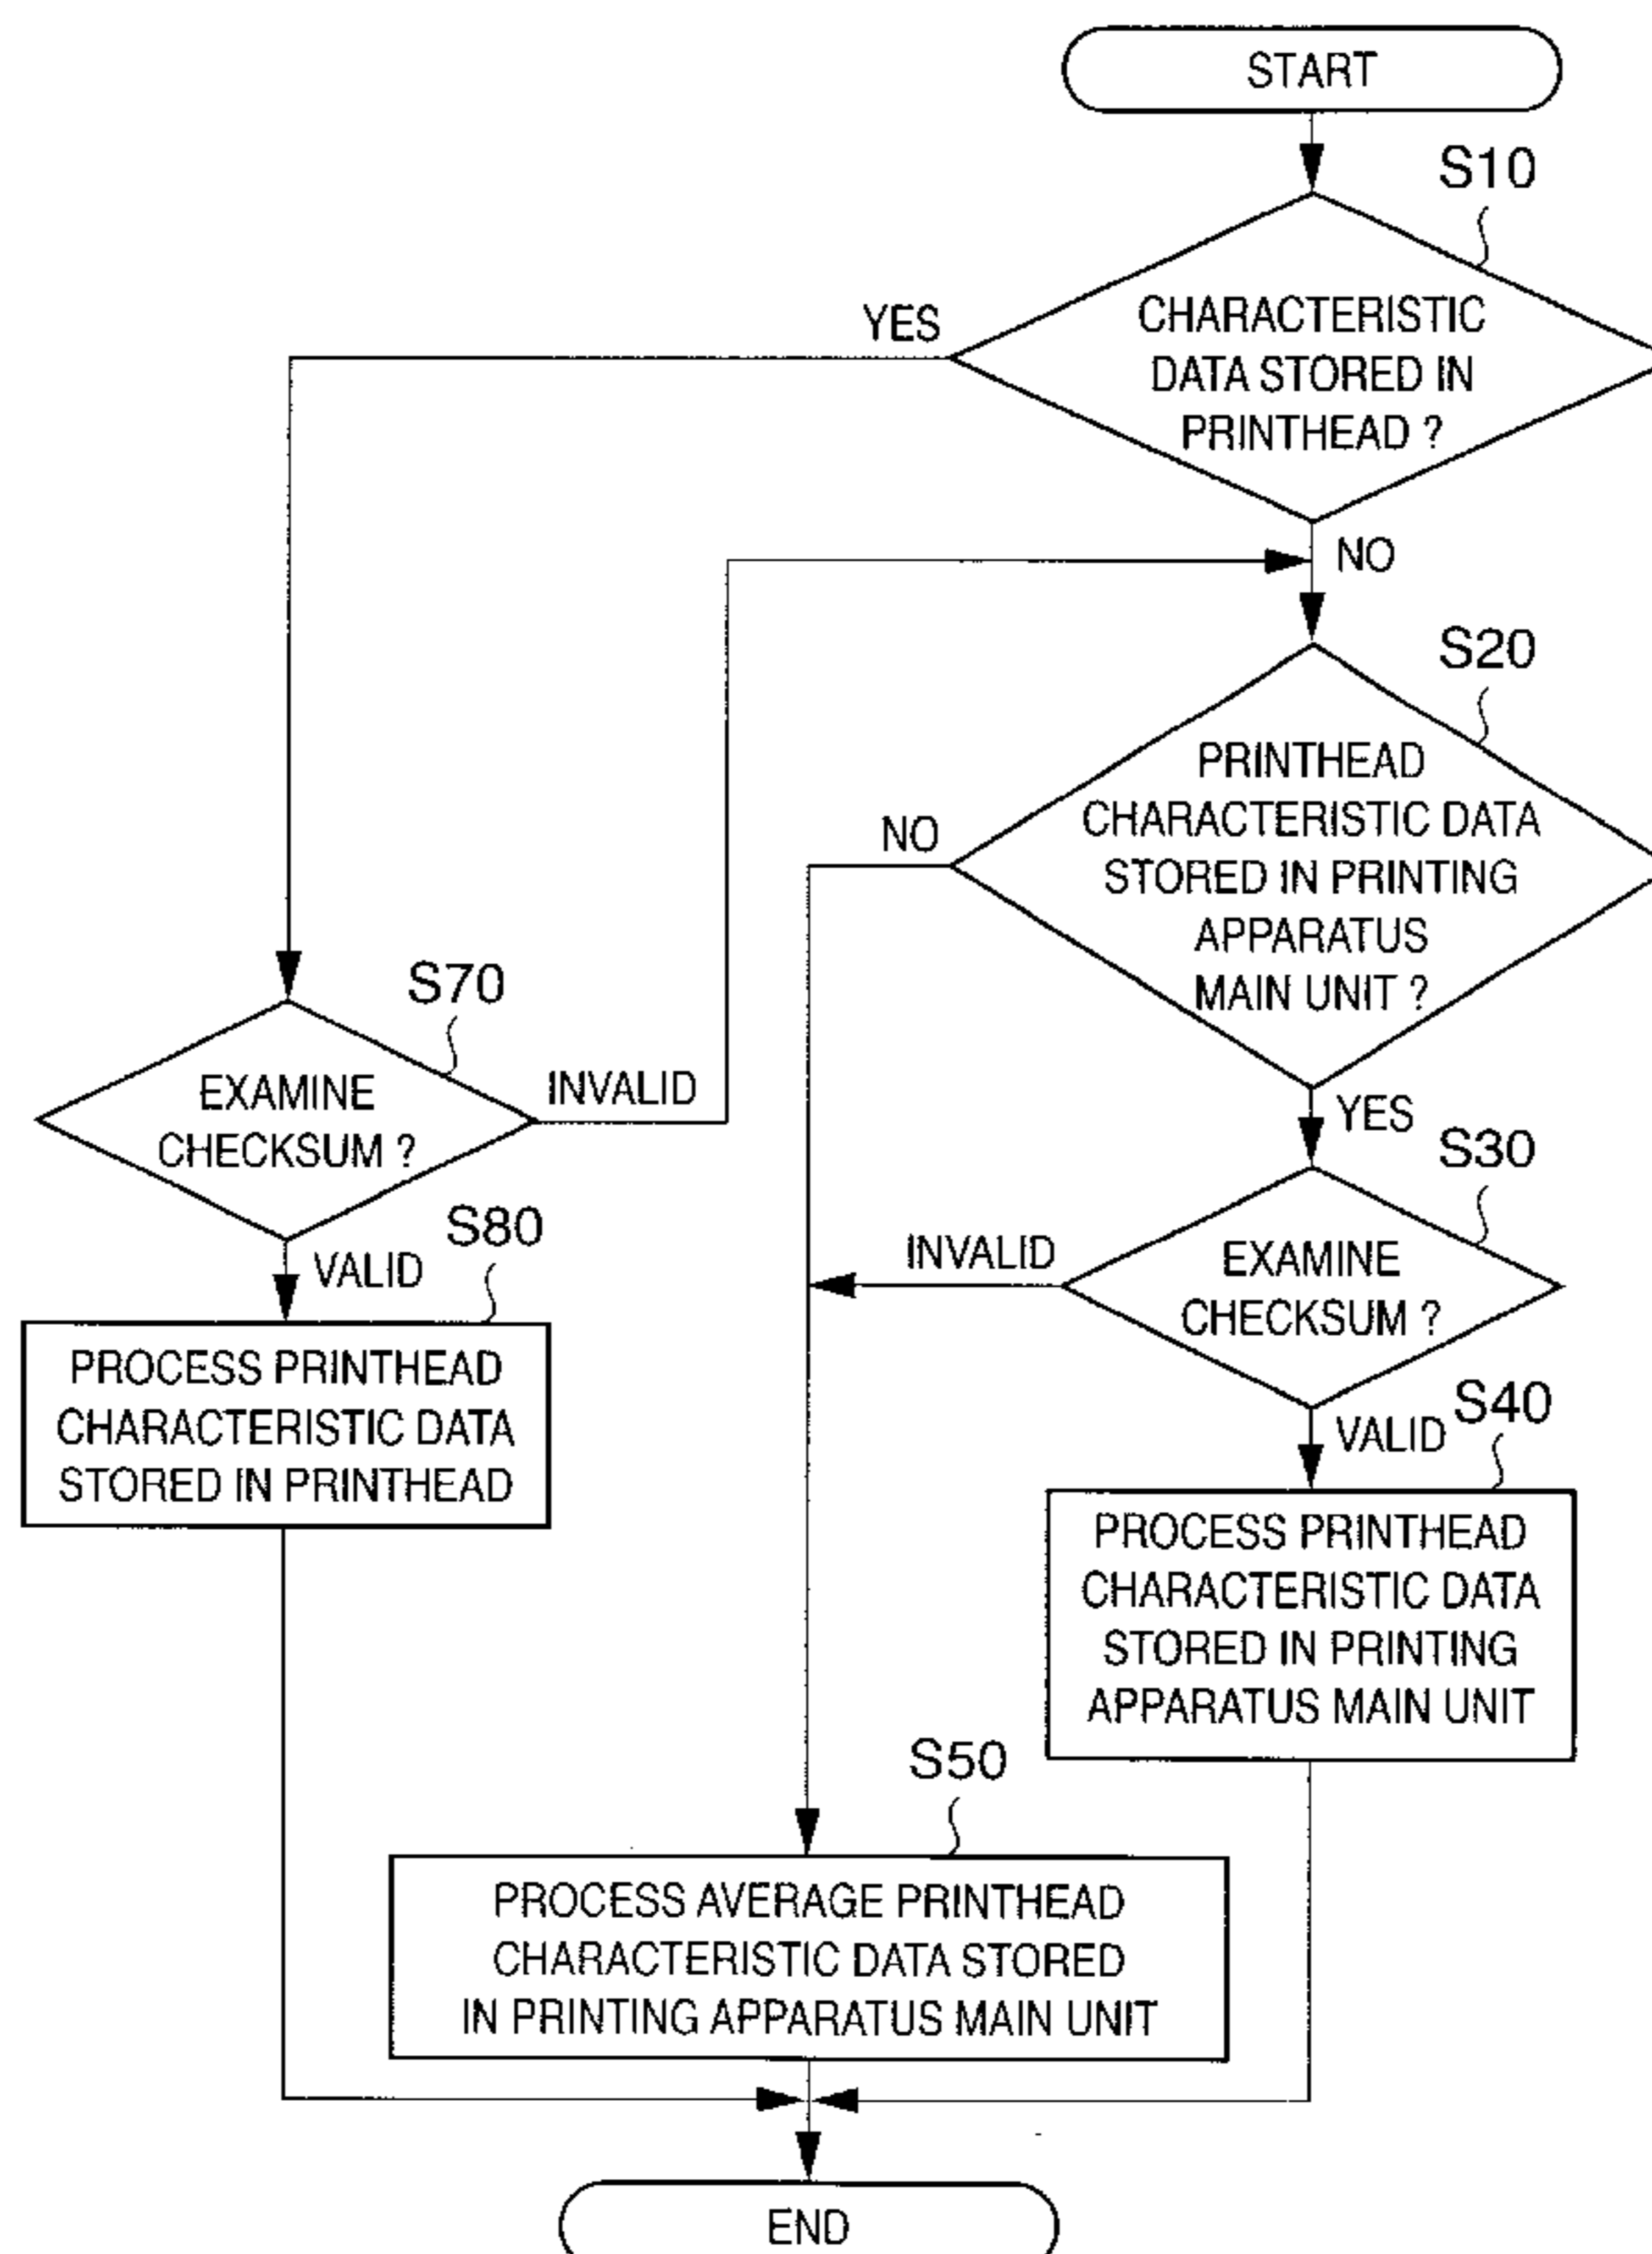 START
S10
CHARACTERISTIC
DATA STORED IN
PRINTHEAD ?
YES
NO
S20
PRINTHEAD
CHARACTERISTIC DATA
STORED IN PRINTING
APPARATUS
MAIN UNIT ?
NO
YES
S70
EXAMINE
CHECKSUM ?
INVALID
VALID
S80
PROCESS PRINTHEAD
CHARACTERISTIC DATA
STORED IN PRINTHEAD
S30
EXAMINE
CHECKSUM ?
INVALID
VALID
S40
PROCESS PRINTHEAD
CHARACTERISTIC DATA
STORED IN PRINTING
APPARATUS MAIN UNIT
S50
PROCESS AVERAGE PRINTHEAD
CHARACTERISTIC DATA STORED
IN PRINTING APPARATUS MAIN UNIT
END